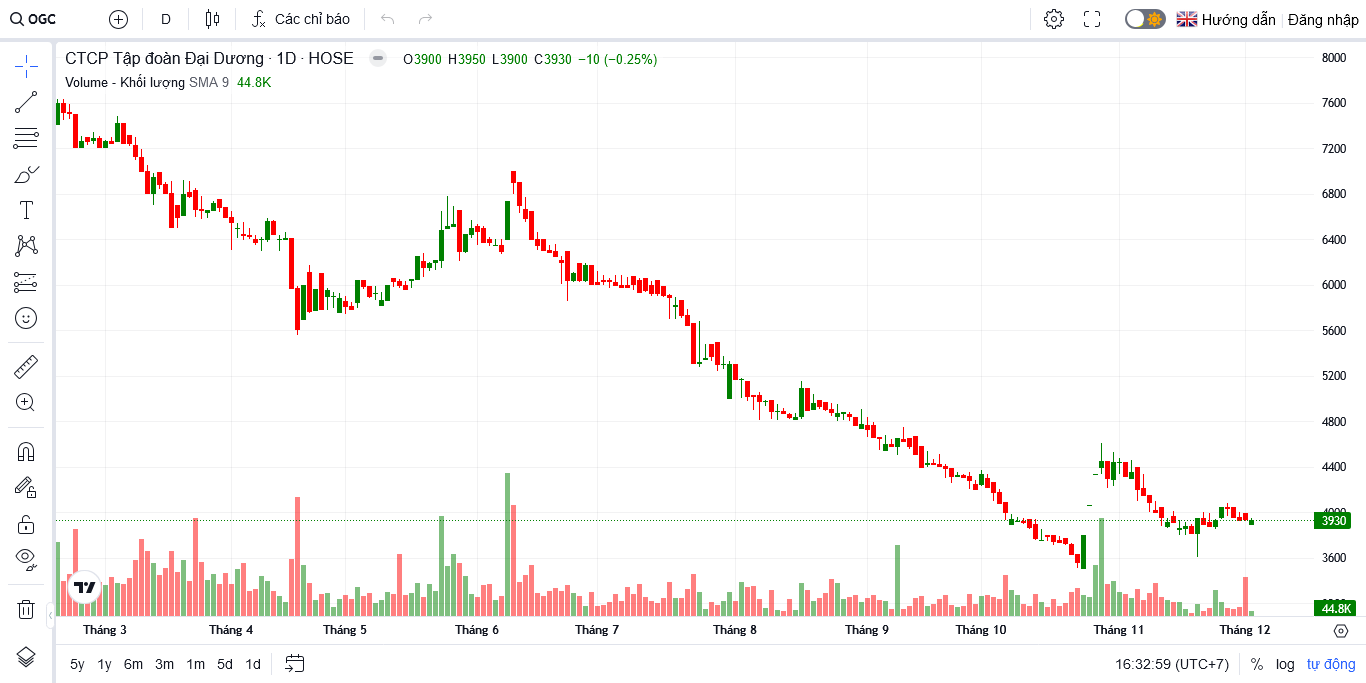 OGC D Các chỉ báo Hướng dẫn Đăng nhập
CTCP Tập đoàn Đại Dương · 1D · HOSE O3900 H3950 L3900 C3930 −10 (−0.25%)
Volume - Khối lượng SMA 9 44.8K
8000
7600
7200
6800
6400
6000
5600
5200
4800
4400
4000
3930
3600
44.8K
Tháng 3 Tháng 4 Tháng 5 Tháng 6 Tháng 7 Tháng 8 Tháng 9 Tháng 10 Tháng 11 Tháng 12
5y 1y 6m 3m 1m 5d 1d 16:32:59 (UTC+7) % log tự động